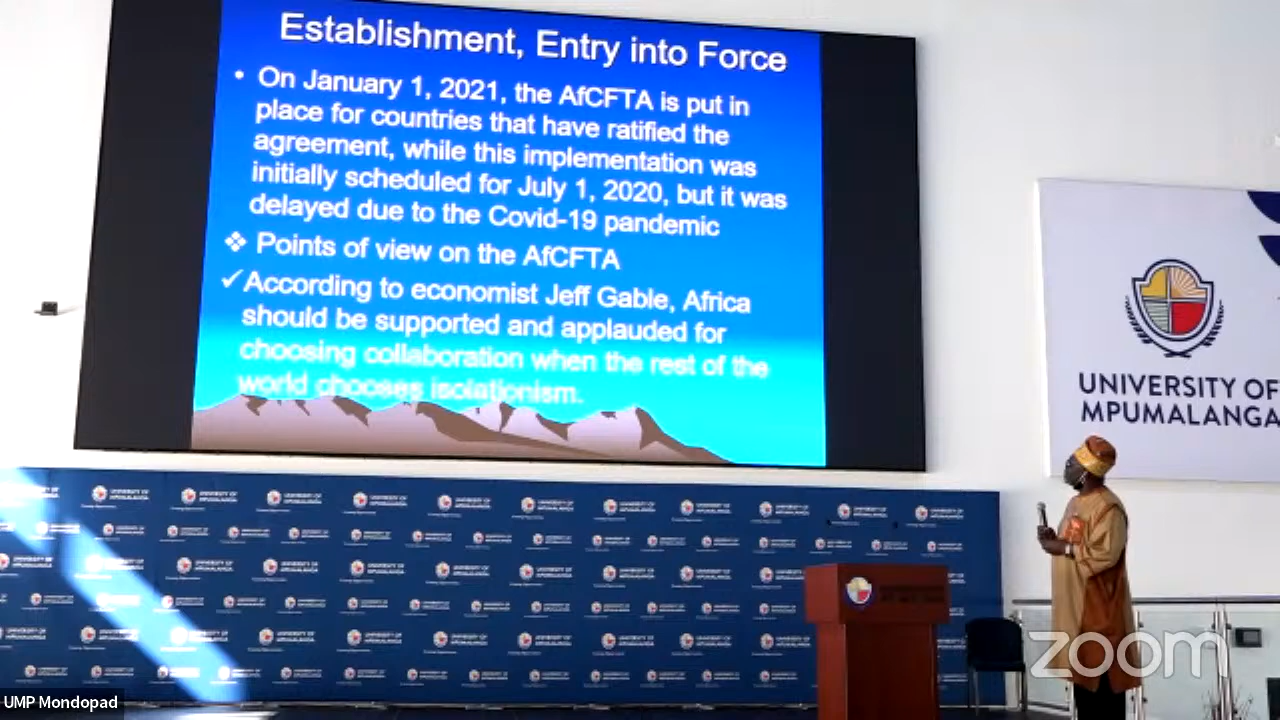 Establishment, Entry into Force
• On January 1, 2021, the AfCFTA is put in
place for countries that have ratified the
agreement, while this implementation was
initially scheduled for July 1, 2020, but it was
delayed due to the Covid-19 pandemic
❖ Points of view on the AfCFTA
✓According to economist Jeff Gable, Africa
should be supported and applauded for
choosing collaboration when the rest of the
world chooses isolationism.
UNIVERSITY OF
MPUMALANGA
UNIVERSITY OF
MPUMALANGA
zoom
UMP Mondopad